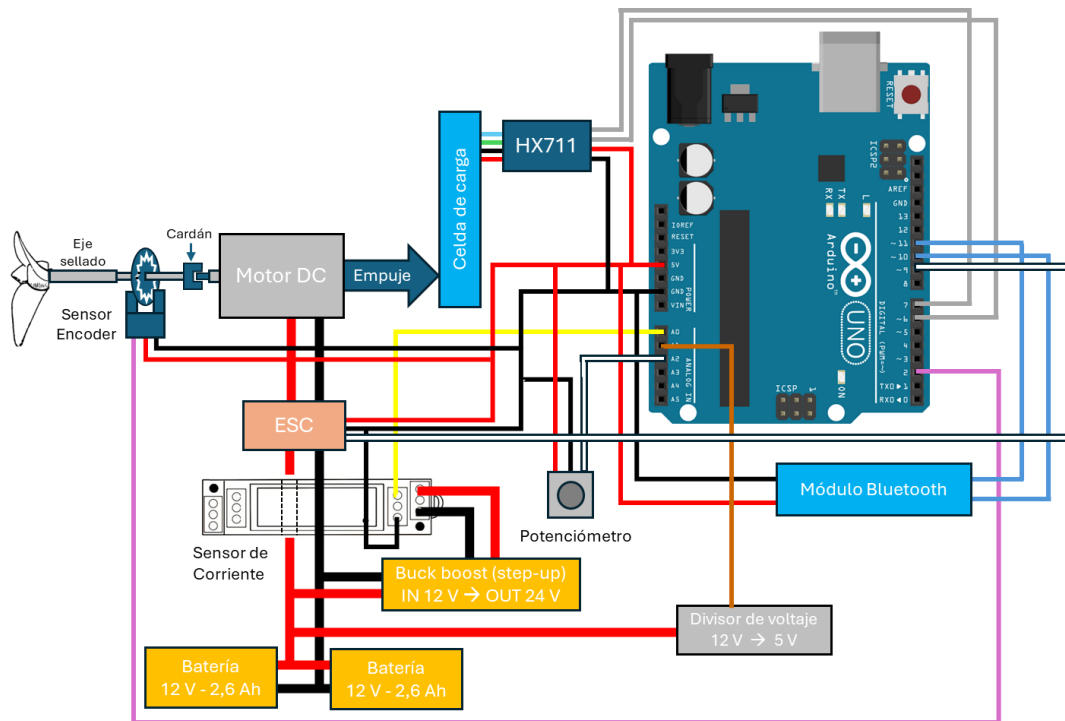 HX711
Celda de carga
Eje
sellado
Cardán
Motor DC
Empuje
Sensor
Encoder
ESC
Sensor de
Corriente
Potenciómetro
Buck boost (step-up)
IN 12 V → OUT 24 V
Batería
12 V - 2,6 Ah
Batería
12 V - 2,6 Ah
Divisor de voltaje
12 V → 5 V
Módulo Bluetooth
RESET
ICSP2
IOREF
RESET
3V3
5V
GND
GND
VIN
POWER
A0
A1
A2
A3
A4
A5
ANALOG IN
AREF
GND
13
12
~11
~10
~9
8
7
~6
~5
4
~3
2
TXD ▶ 1
RXD ◀ 0
DIGITAL (PWM=~)
RX
TX
L
Arduino™
UNO
ON
ICSP
1